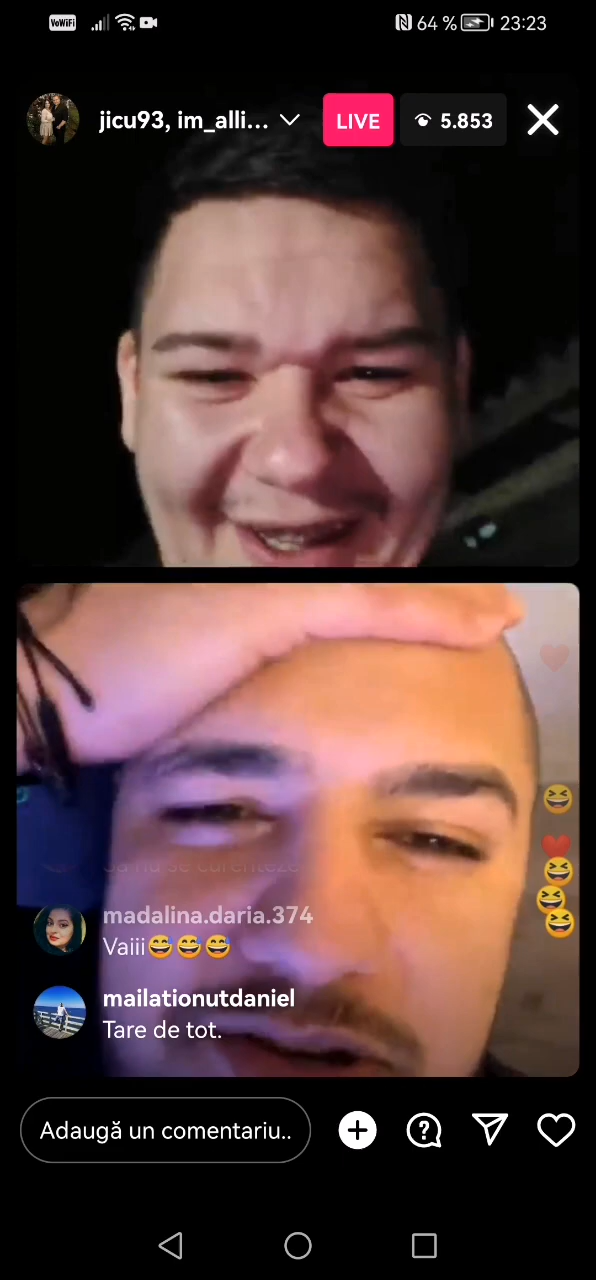 VoWiFi 64 % 23:23
jicu93, im_alli... LIVE 5.853
madalina.daria.374
Vaiii😅😅😅
mailationutdaniel
Tare de tot.
Adaugă un comentariu..